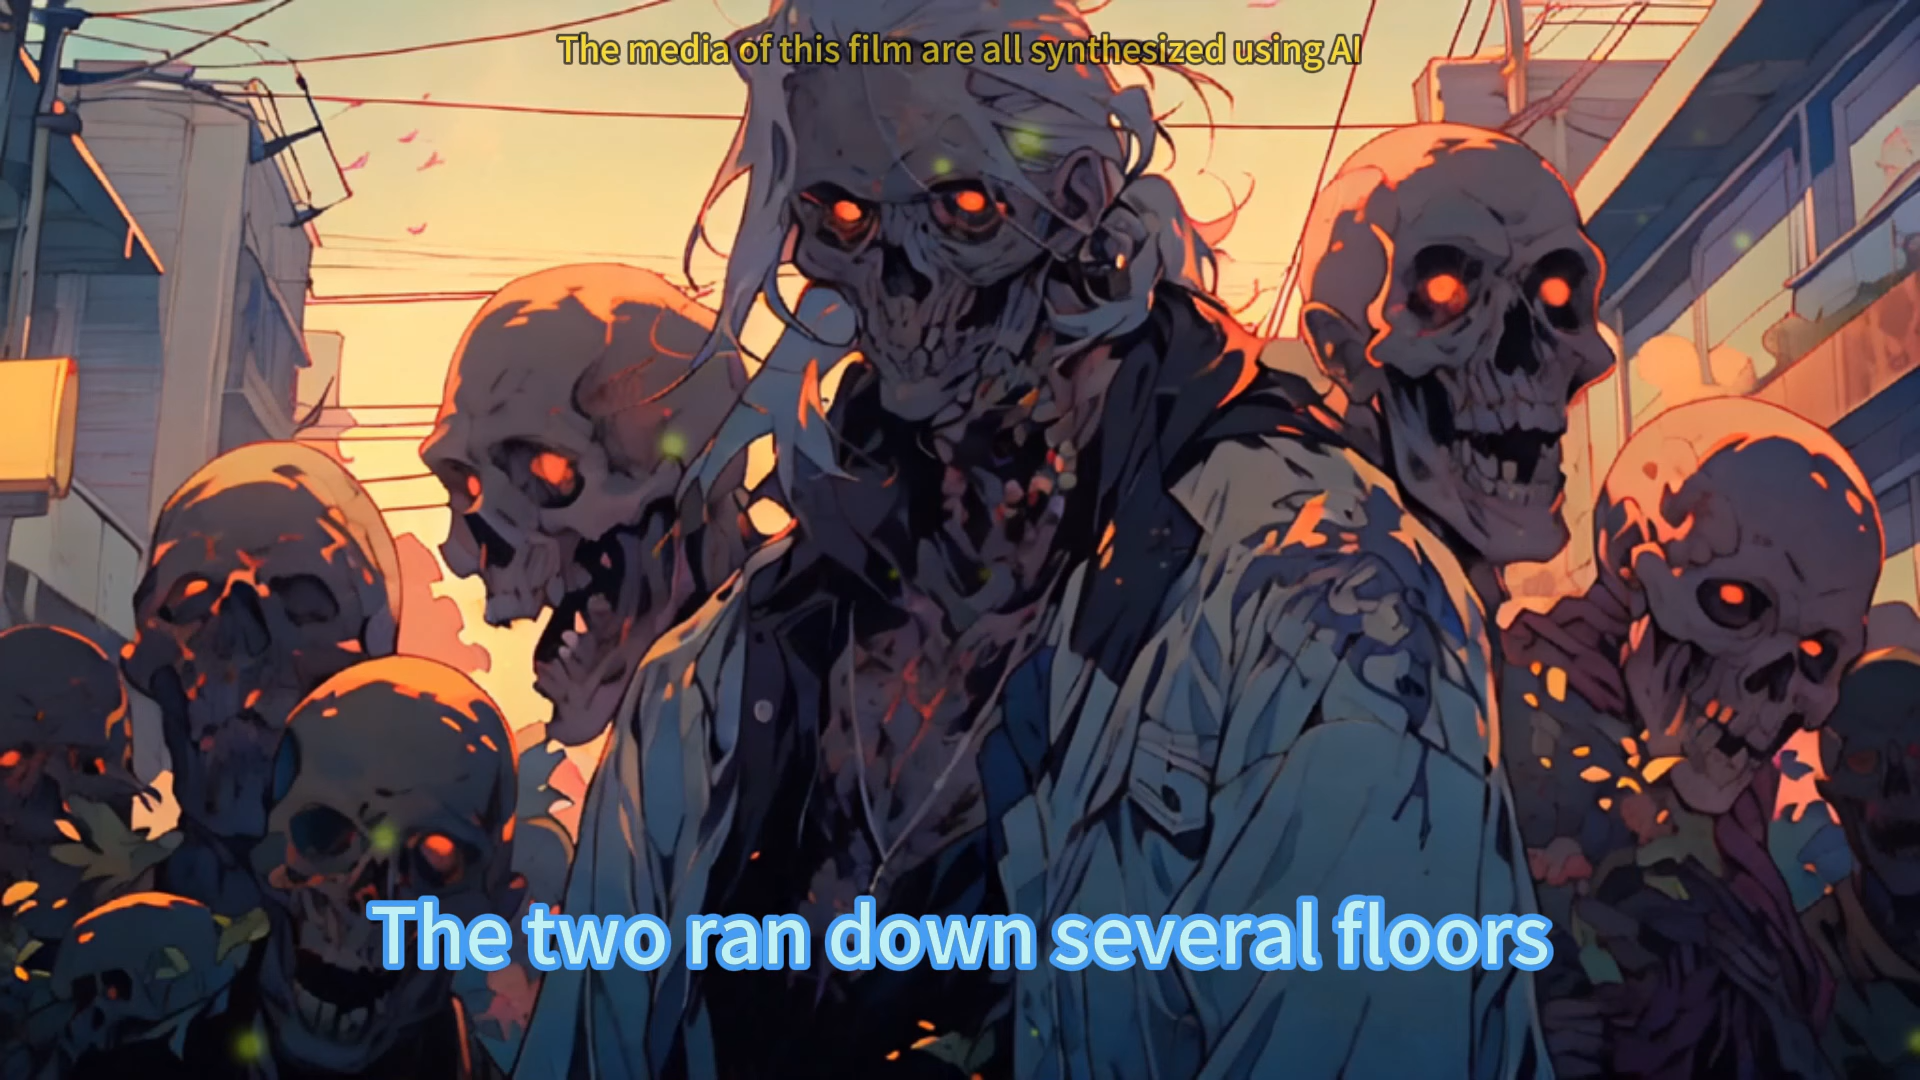 The media of this film are all synthesized using AI
The two ran down several floors